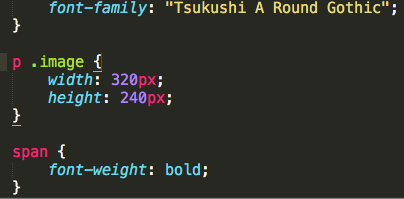 font-family: "Tsukushi A Round Gothic";
}
p .image {
width: 320px;
height: 240px;
}
span {
font-weight: bold;
}